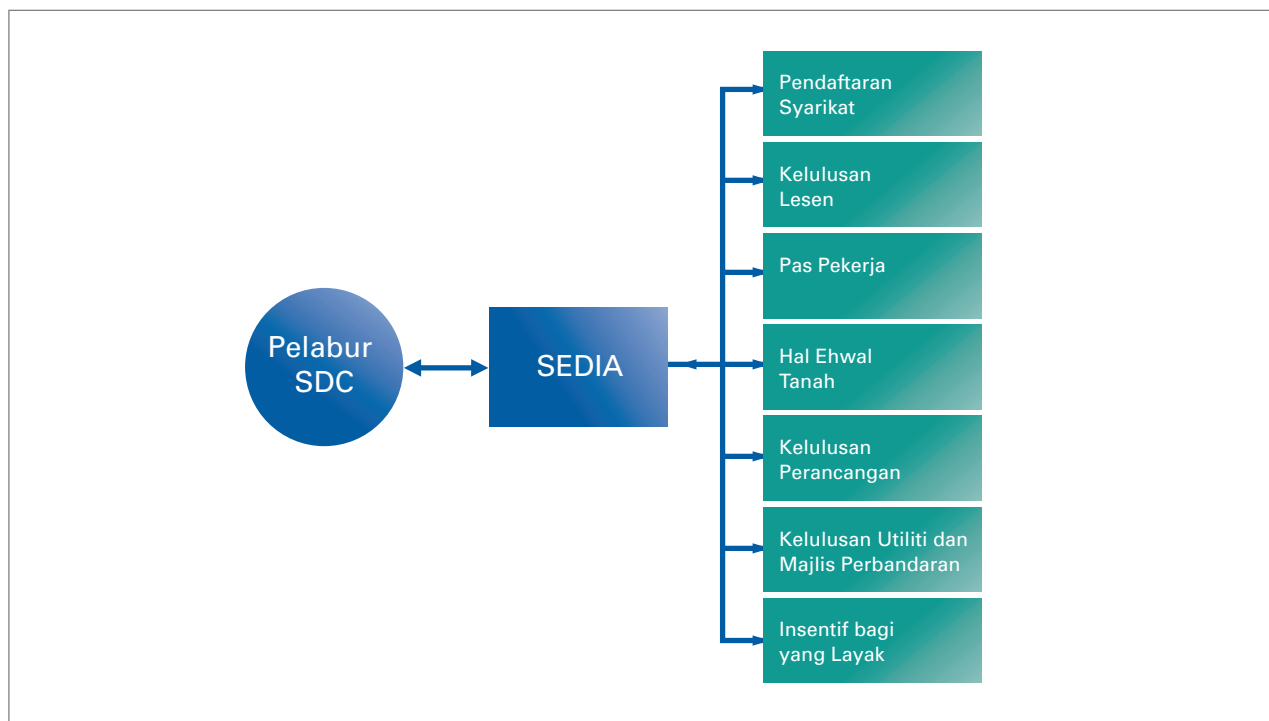 Pelabur
SDC
SEDIA
Pendaftaran
Syarikat
Kelulusan
Lesen
Pas Pekerja
Hal Ehwal
Tanah
Kelulusan
Perancangan
Kelulusan Utiliti dan
Majlis Perbandaran
Insentif bagi
yang Layak